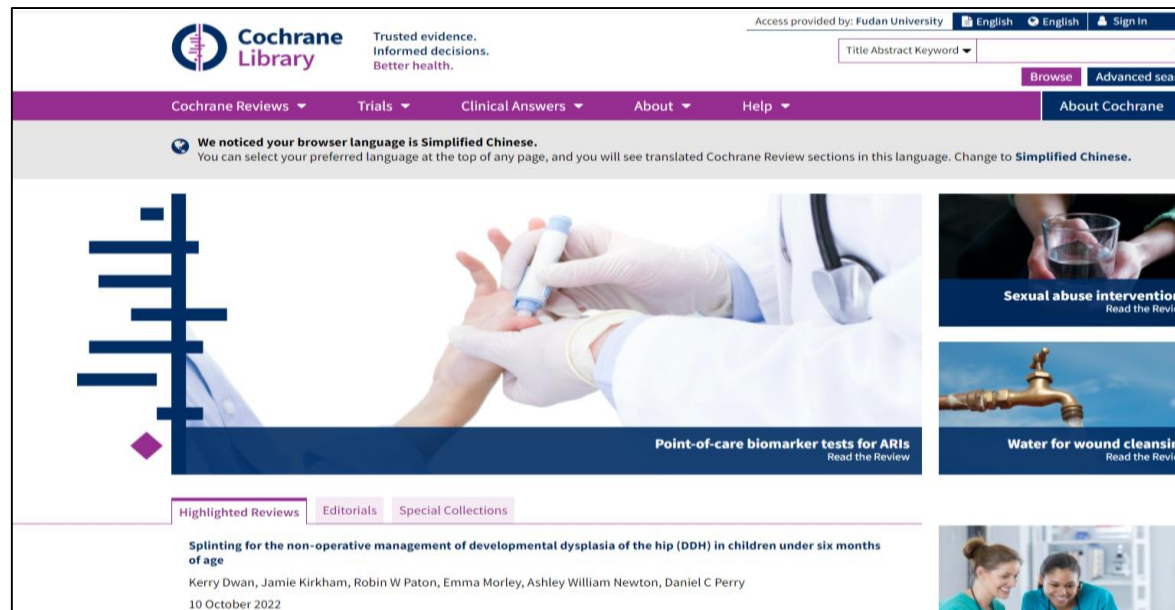 Access provided by: Fudan University
English
English
Sign In
Cochrane
Library
Trusted evidence.
Informed decisions.
Better health.
Title Abstract Keyword
Browse
Advanced sea
Cochrane Reviews
Trials
Clinical Answers
About
Help
About Cochrane
We noticed your browser language is Simplified Chinese.
You can select your preferred language at the top of any page, and you will see translated Cochrane Review sections in this language. Change to Simplified Chinese.
Sexual abuse intervention
Read the Revie
Point-of-care biomarker tests for ARIs
Read the Review
Water for wound cleansin
Read the Revie
Highlighted Reviews
Editorials
Special Collections
Splinting for the non-operative management of developmental dysplasia of the hip (DDH) in children under six months
of age
Kerry Dwan, Jamie Kirkham, Robin W Paton, Emma Morley, Ashley William Newton, Daniel C Perry
10 October 2022